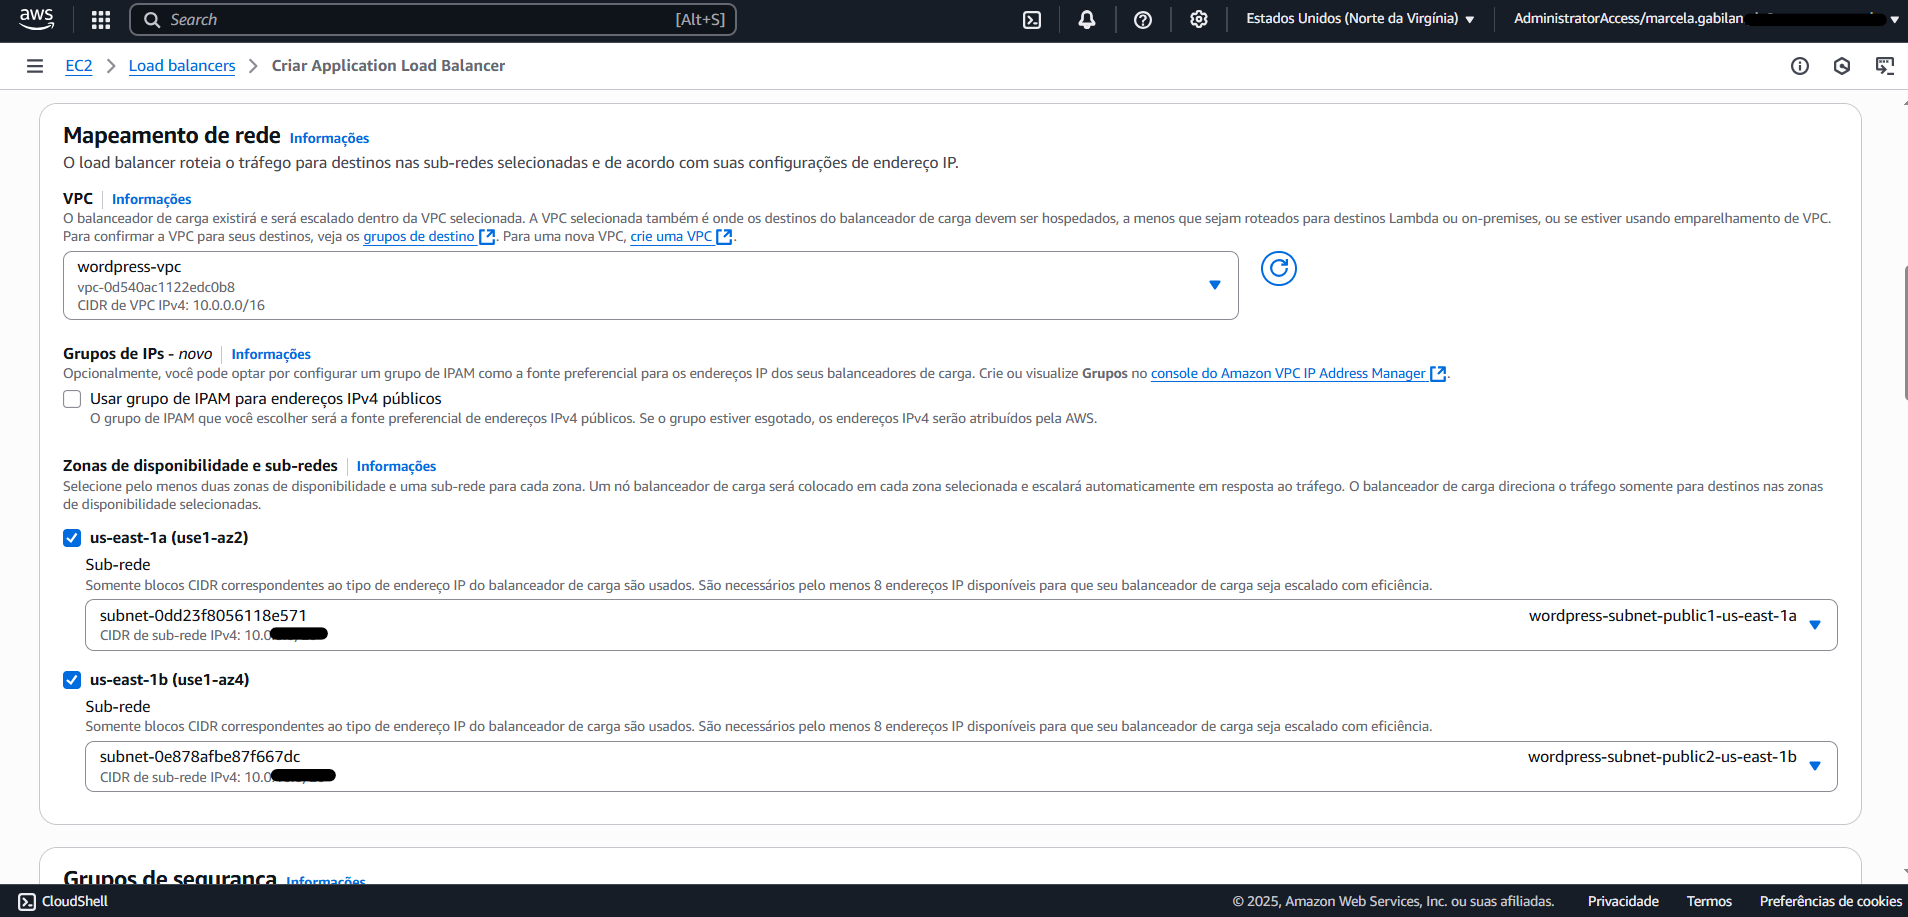 aws
Search
[Alt+S]
Estados Unidos (Norte da Virgínia)
AdministratorAccess/marcela.gabilan
EC2
Load balancers
Criar Application Load Balancer
Mapeamento de rede Informações
O load balancer roteia o tráfego para destinos nas sub-redes selecionadas e de acordo com suas configurações de endereço IP.
VPC Informações
O balanceador de carga existirá e será escalado dentro da VPC selecionada. A VPC selecionada também é onde os destinos do balanceador de carga devem ser hospedados, a menos que sejam roteados para destinos Lambda ou on-premises, ou se estiver usando emparelhamento de VPC.
Para confirmar a VPC para seus destinos, veja os grupos de destino. Para uma nova VPC, crie uma VPC.
wordpress-vpc
vpc-0d540ac1122edc0b8
CIDR de VPC IPv4: 10.0.0.0/16
Grupos de IPs - novo Informações
Opcionalmente, você pode optar por configurar um grupo de IPAM como a fonte preferencial para os endereços IP dos seus balanceadores de carga. Crie ou visualize Grupos no console do Amazon VPC IP Address Manager.
Usar grupo de IPAM para endereços IPv4 públicos
O grupo de IPAM que você escolher será a fonte preferencial de endereços IPv4 públicos. Se o grupo estiver esgotado, os endereços IPv4 serão atribuídos pela AWS.
Zonas de disponibilidade e sub-redes Informações
Selecione pelo menos duas zonas de disponibilidade e uma sub-rede para cada zona. Um nó balanceador de carga será colocado em cada zona selecionada e escalará automaticamente em resposta ao tráfego. O balanceador de carga direciona o tráfego somente para destinos nas zonas
de disponibilidade selecionadas.
us-east-1a (use1-az2)
Sub-rede
Somente blocos CIDR correspondentes ao tipo de endereço IP do balanceador de carga são usados. São necessários pelo menos 8 endereços IP disponíveis para que seu balanceador de carga seja escalado com eficiência.
subnet-0dd23f8056118e571 wordpress-subnet-public1-us-east-1a
CIDR de sub-rede IPv4: 10.0
us-east-1b (use1-az4)
Sub-rede
Somente blocos CIDR correspondentes ao tipo de endereço IP do balanceador de carga são usados. São necessários pelo menos 8 endereços IP disponíveis para que seu balanceador de carga seja escalado com eficiência.
subnet-0e878afbe87f667dc wordpress-subnet-public2-us-east-1b
CIDR de sub-rede IPv4: 10.0
Grupos de segurança Informações
CloudShell
© 2025, Amazon Web Services, Inc. ou suas afiliadas.
Privacidade
Termos
Preferências de cookies